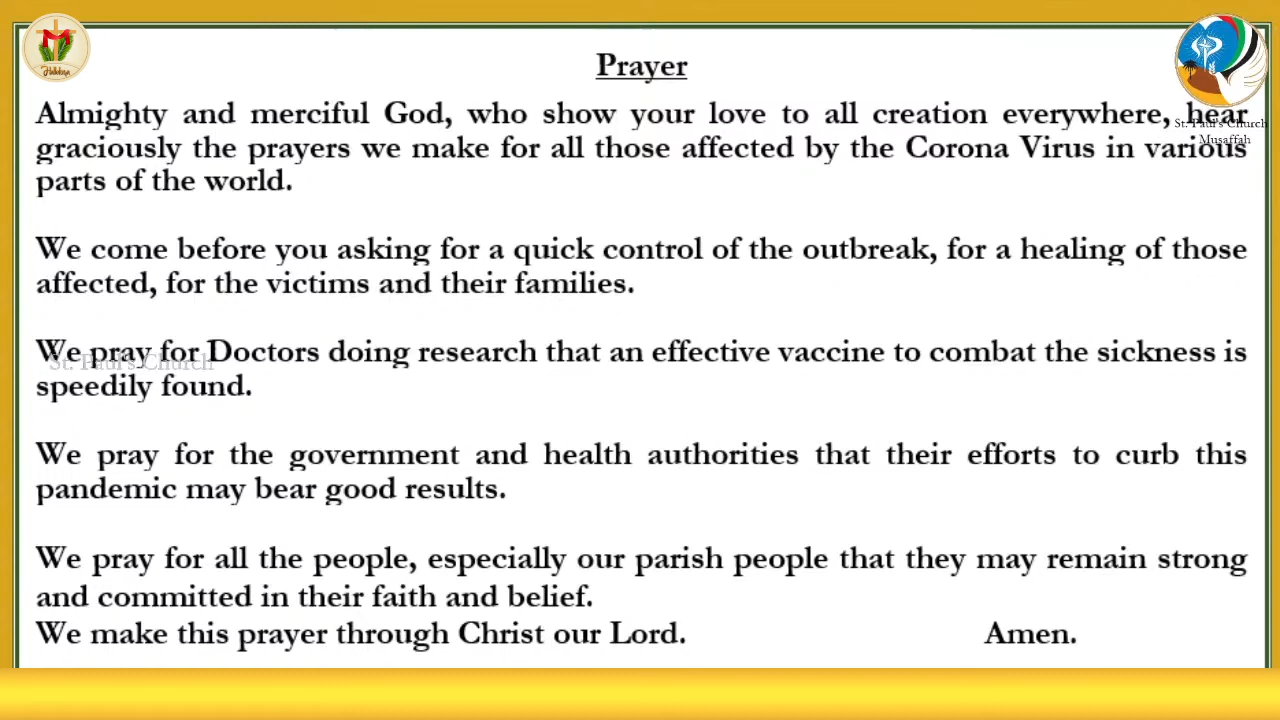 Halleluya
Prayer
Almighty and merciful God, who show your love to all creation everywhere, hear
St. Paul's Church
graciously the prayers we make for all those affected by the Corona Virus in various
Musaffah
parts of the world.
We come before you asking for a quick control of the outbreak, for a healing of those
affected, for the victims and their families.
We pray for Doctors doing research that an effective vaccine to combat the sickness is
St. Paul's Church
speedily found.
We pray for the government and health authorities that their efforts to curb this
pandemic may bear good results.
We pray for all the people, especially our parish people that they may remain strong
and committed in their faith and belief.
We make this prayer through Christ our Lord. Amen.